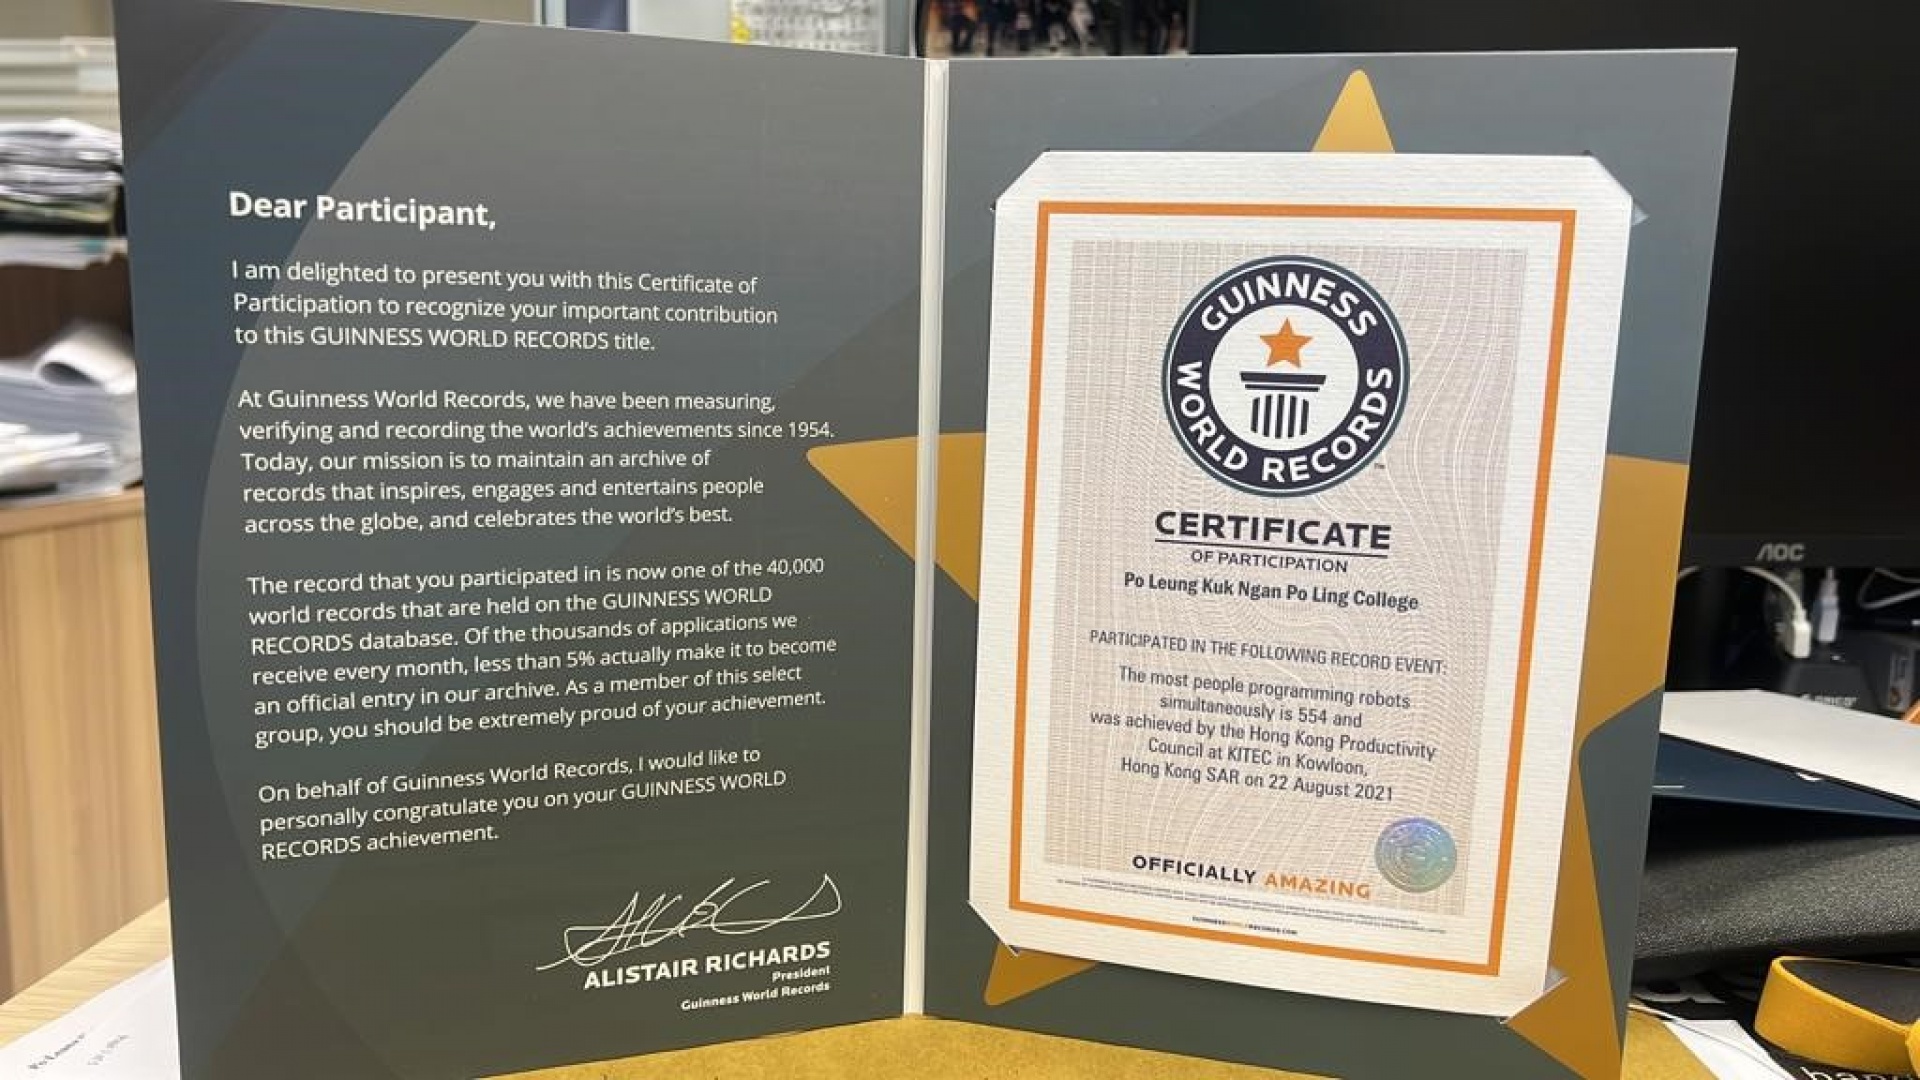 Dear Participant,
I am delighted to present you with this Certificate of
Participation to recognize your important contribution
to this GUINNESS WORLD RECORDS title.
At Guinness World Records, we have been measuring,
verifying and recording the world's achievements since 1954.
Today, our mission is to maintain an archive of
records that inspires, engages and entertains people
across the globe, and celebrates the world's best.
The record that you participated in is now one of the 40,000
world records that are held on the GUINNESS WORLD
RECORDS database. Of the thousands of applications we
receive every month, less than 5% actually make it to become
an official entry in our archive. As a member of this select
group, you should be extremely proud of your achievement.
On behalf of Guinness World Records, I would like to
personally congratulate you on your GUINNESS WORLD
RECORDS achievement.
ALISTAIR RICHARDS
President
Guinness World Records
GUINNESS
WORLD RECORDS
TM
CERTIFICATE
OF PARTICIPATION
Po Leung Kuk Ngan Po Ling College
PARTICIPATED IN THE FOLLOWING RECORD EVENT:
The most people programming robots
simultaneously is 554 and
was achieved by the Hong Kong Productivity
Council at KITEC in Kowloon,
Hong Kong SAR on 22 August 2021
OFFICIALLY AMAZING
GUINNESSWORLDRECORDS.COM
AOC